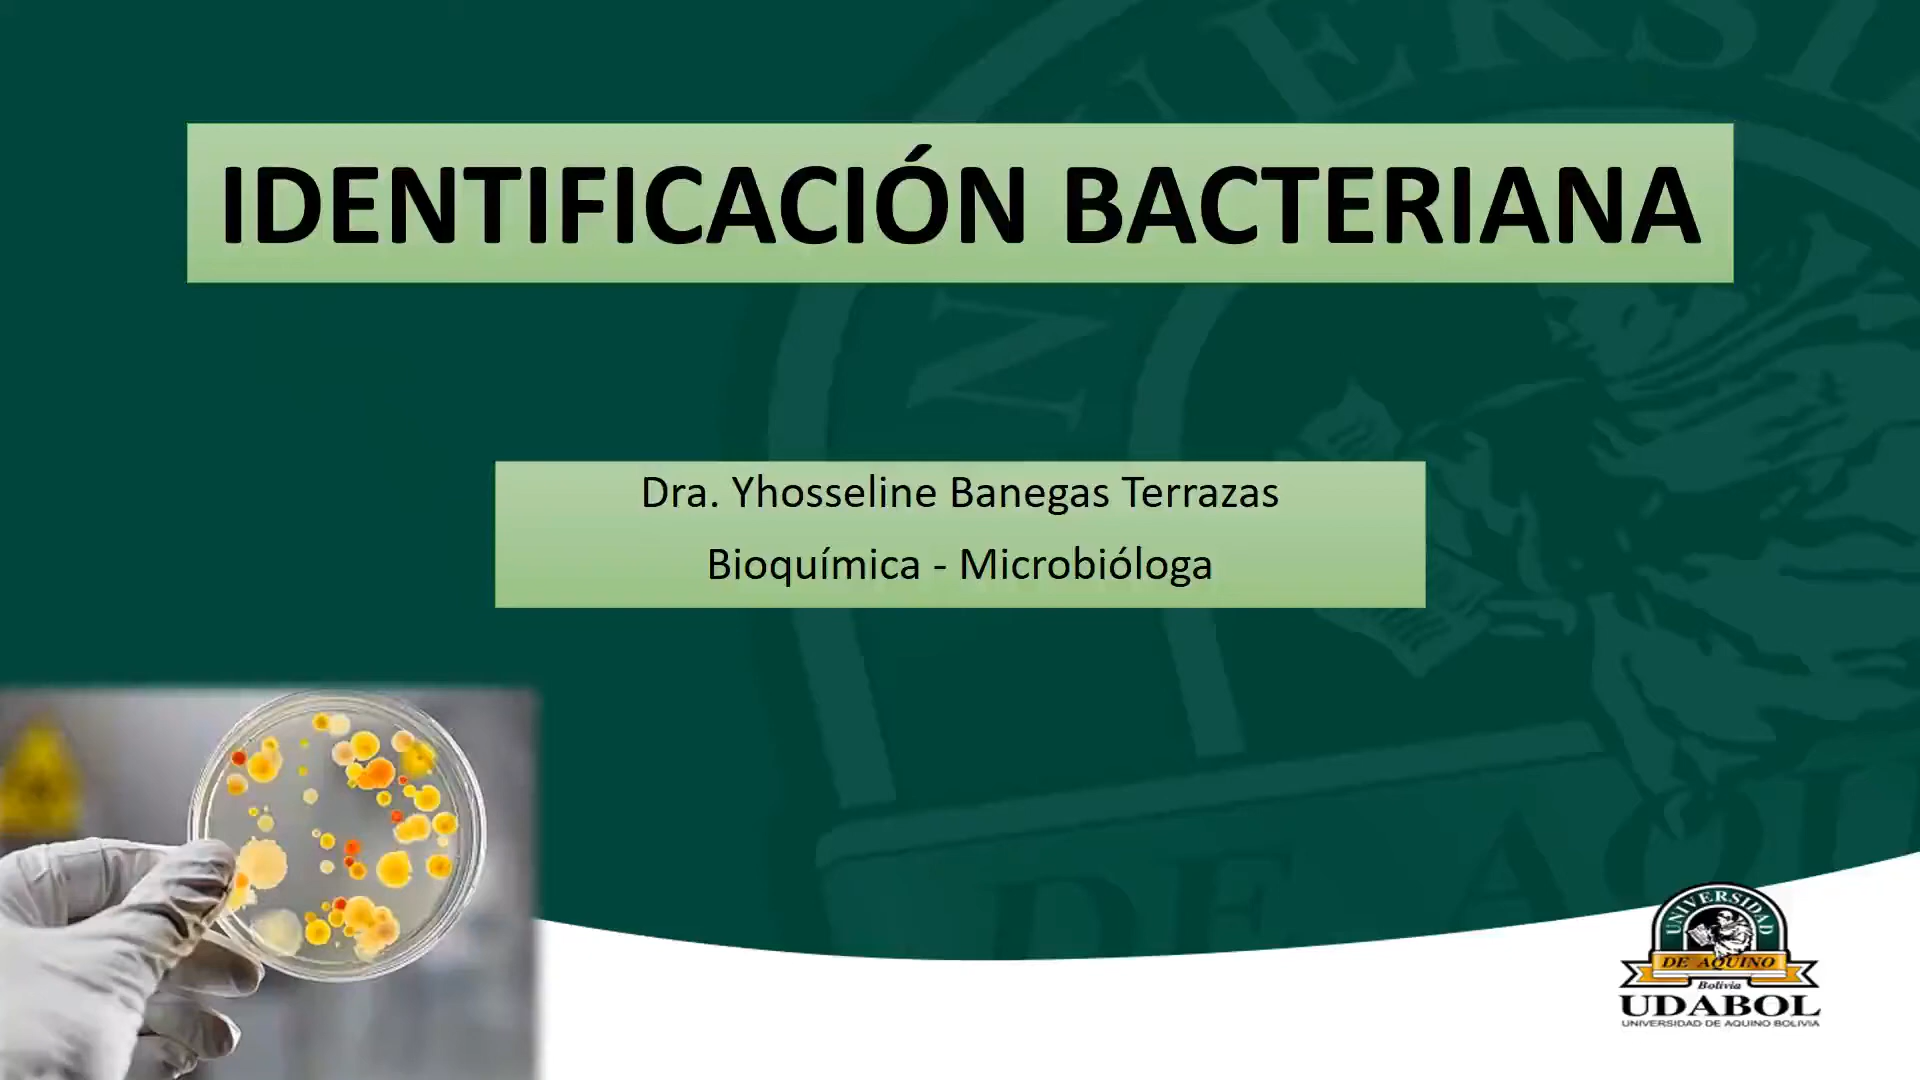 IDENTIFICACIÓN BACTERIANA
Dra. Yhosseline Banegas Terrazas
Bioquímica - Microbióloga
UNIVERSIDAD
DE AQUINO
Bolivia
UDABOL
UNIVERSIDAD DE AQUINO BOLIVIA